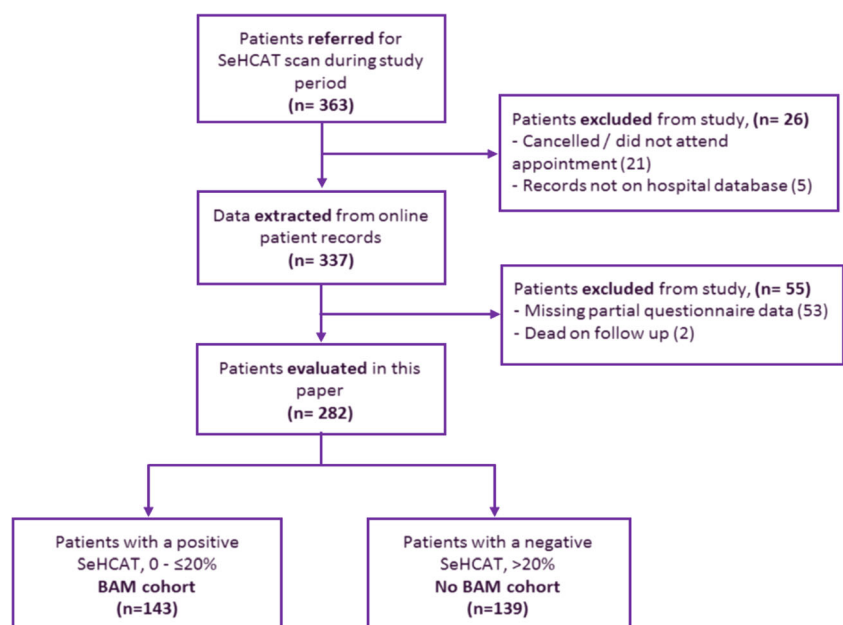 Patients referred for
SeHCAT scan during study
period
(n= 363)
Patients excluded from study, (n= 26)
- Cancelled / did not attend
appointment (21)
- Records not on hospital database (5)
Data extracted from online
patient records
(n= 337)
Patients excluded from study, (n= 55)
- Missing partial questionnaire data (53)
- Dead on follow up (2)
Patients evaluated in this
paper
(n= 282)
Patients with a positive
SeHCAT, 0 - ≤20%
BAM cohort
(n=143)
Patients with a negative
SeHCAT, >20%
No BAM cohort
(n=139)